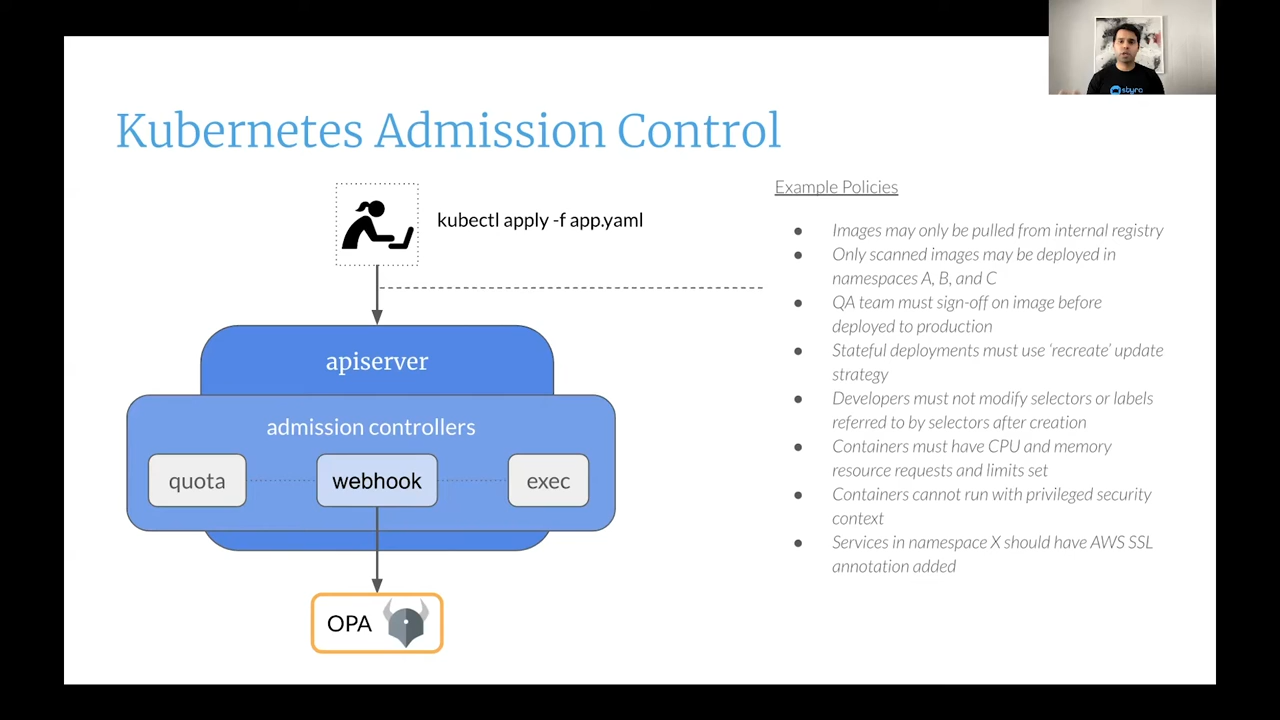 styra
Kubernetes Admission Control
kubectl apply -f app.yaml
apiserver
admission controllers
quota
webhook
exec
OPA
Example Policies
● Images may only be pulled from internal registry
● Only scanned images may be deployed in
namespaces A, B, and C
● QA team must sign-off on image before
deployed to production
● Stateful deployments must use ‘recreate’ update
strategy
● Developers must not modify selectors or labels
referred to by selectors after creation
● Containers must have CPU and memory
resource requests and limits set
● Containers cannot run with privileged security
context
● Services in namespace X should have AWS SSL
annotation added